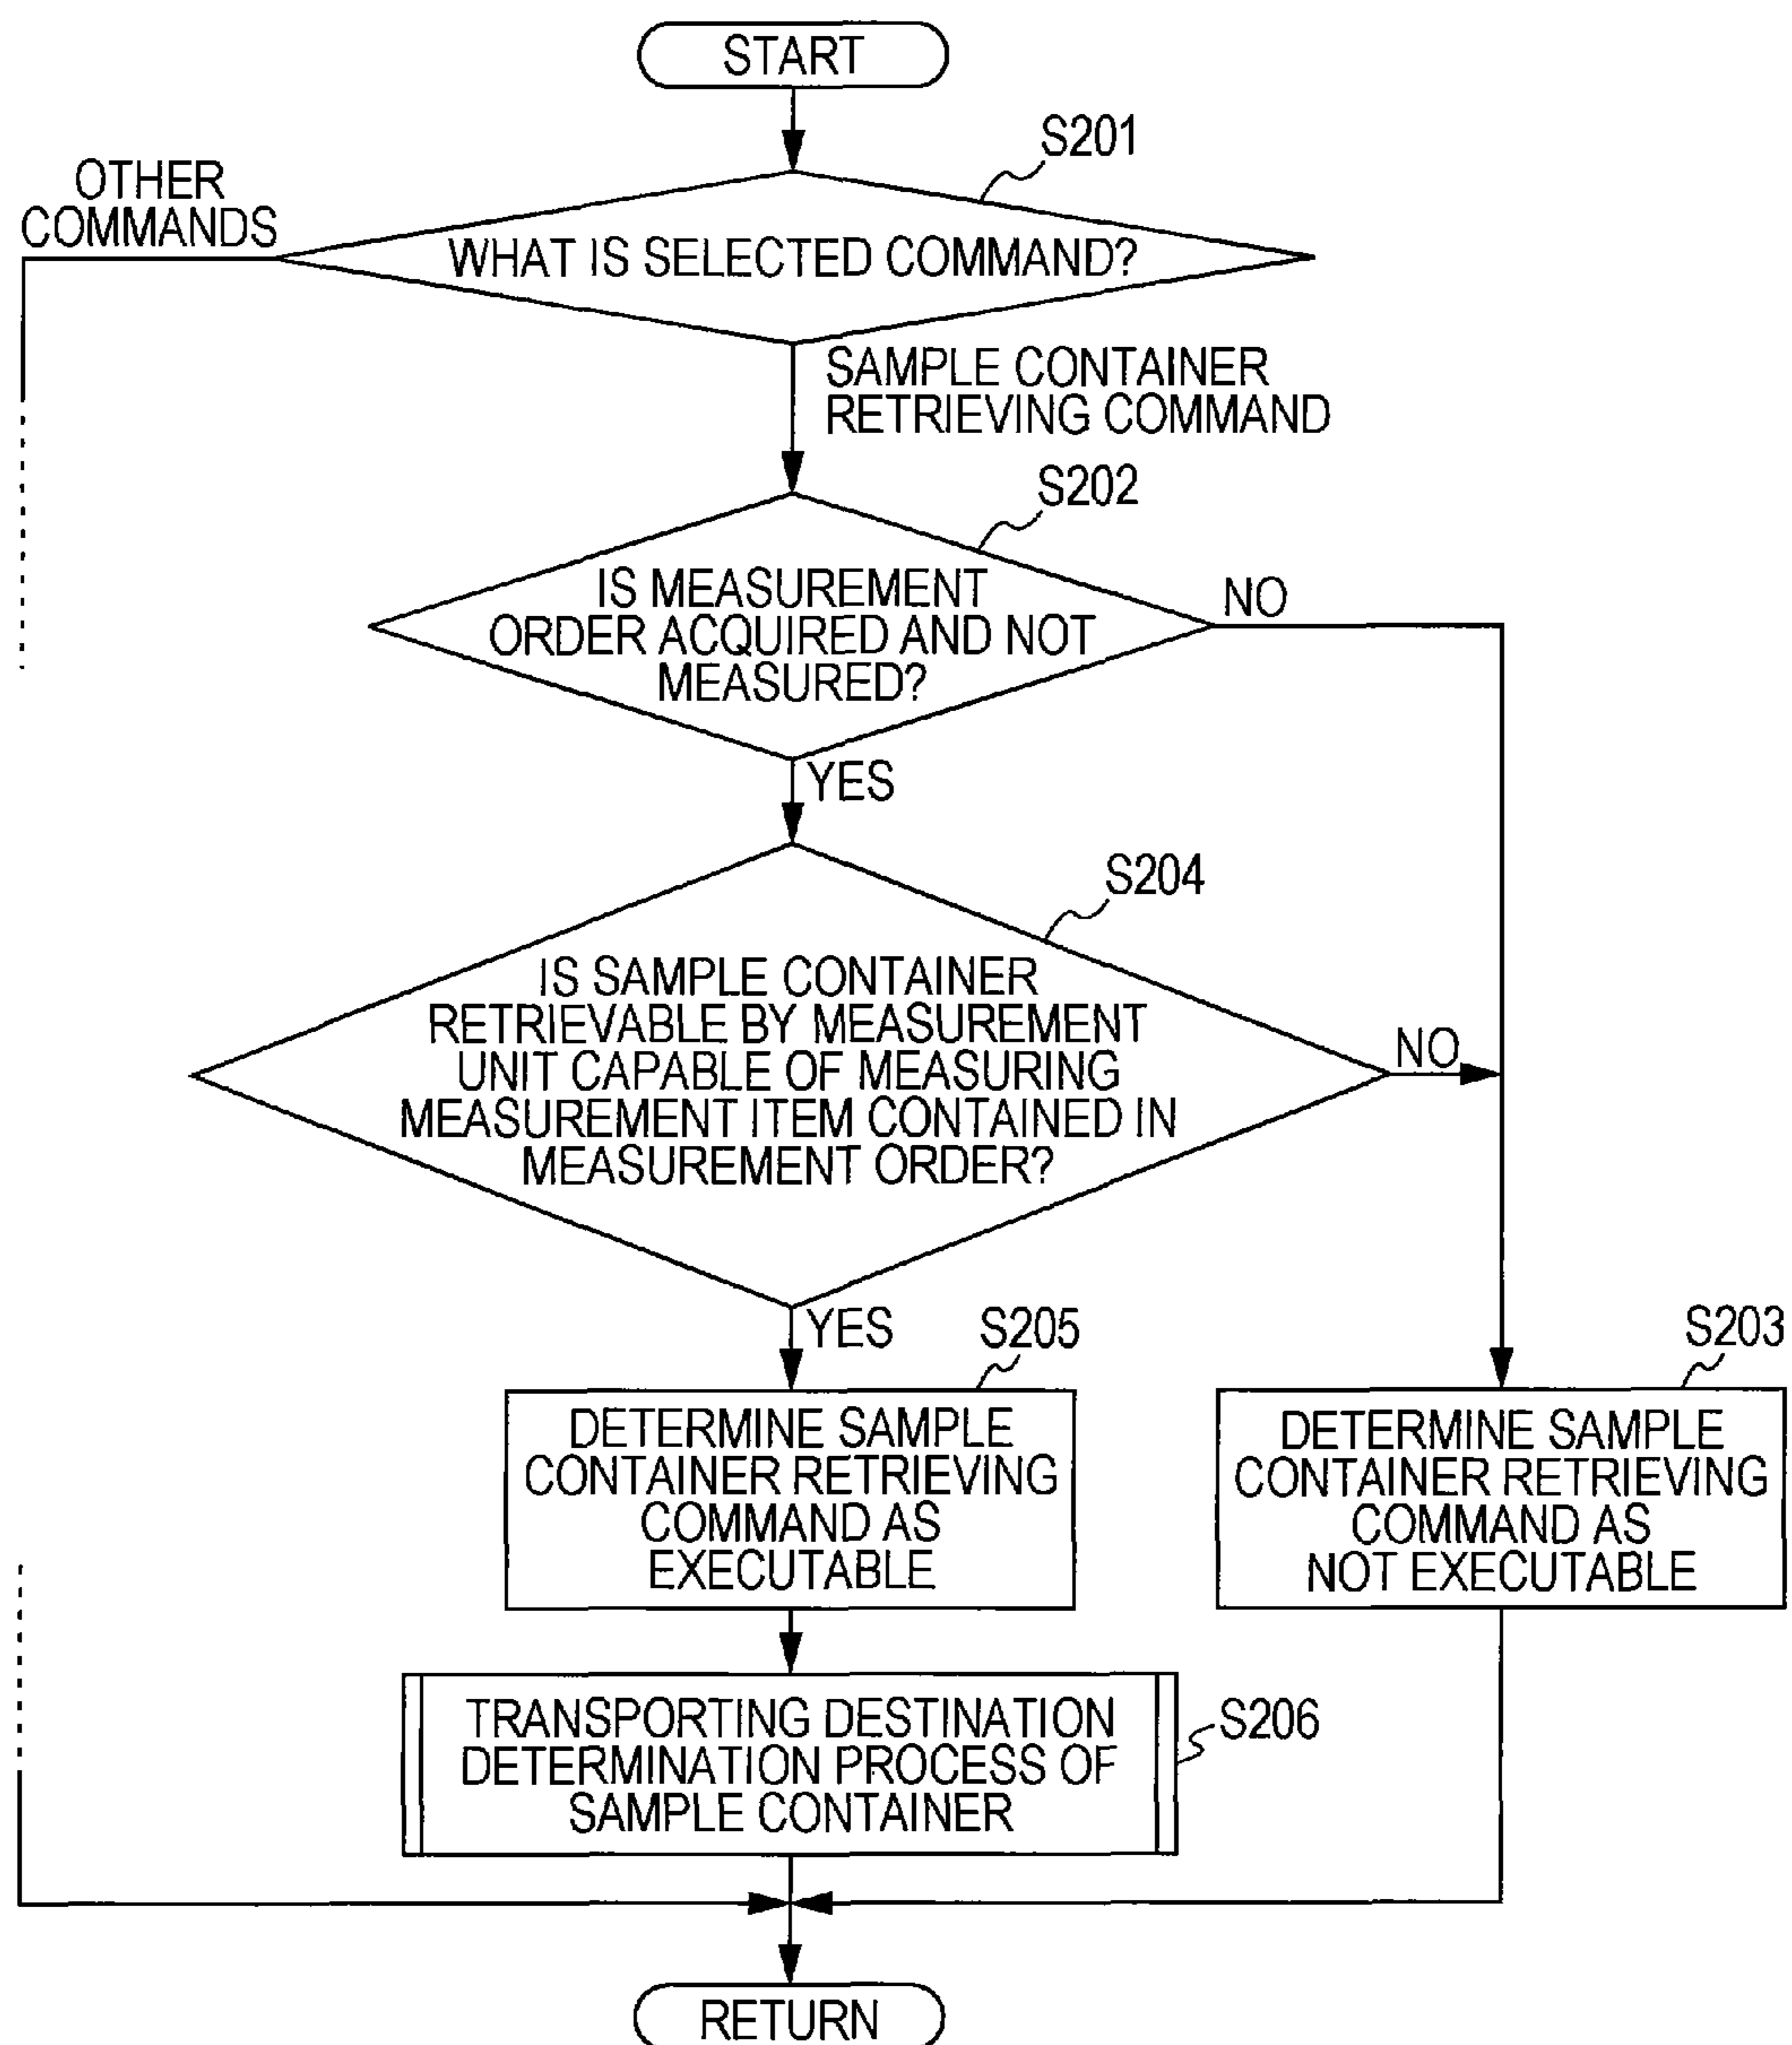 START
S201
OTHER
COMMANDS
WHAT IS SELECTED COMMAND?
SAMPLE CONTAINER
RETRIEVING COMMAND
S202
IS MEASUREMENT
ORDER ACQUIRED AND NOT
MEASURED?
NO
YES
S204
IS SAMPLE CONTAINER
RETRIEVABLE BY MEASUREMENT
UNIT CAPABLE OF MEASURING
MEASUREMENT ITEM CONTAINED IN
MEASUREMENT ORDER?
NO
YES
S205
S203
DETERMINE SAMPLE
CONTAINER RETRIEVING
COMMAND AS
EXECUTABLE
DETERMINE SAMPLE
CONTAINER RETRIEVING
COMMAND AS
NOT EXECUTABLE
TRANSPORTING DESTINATION
DETERMINATION PROCESS OF
SAMPLE CONTAINER
S206
RETURN